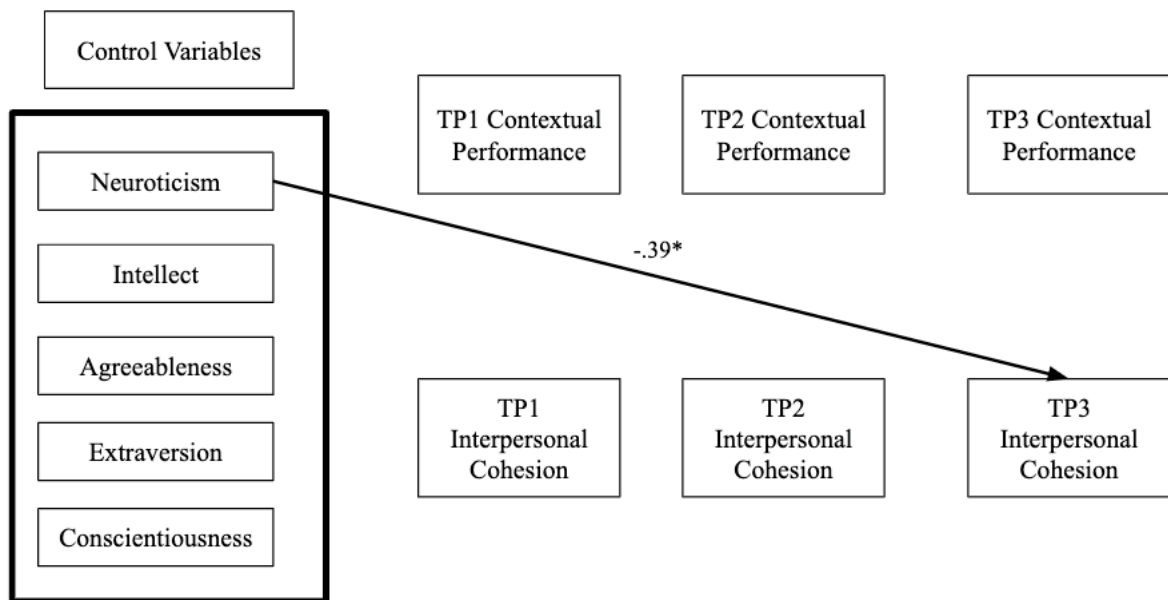 Control Variables
Neuroticism
Intellect
Agreeableness
Extraversion
Conscientiousness
TP1 Contextual
Performance
TP2 Contextual
Performance
TP3 Contextual
Performance
-.39*
TP1
Interpersonal
Cohesion
TP2
Interpersonal
Cohesion
TP3
Interpersonal
Cohesion